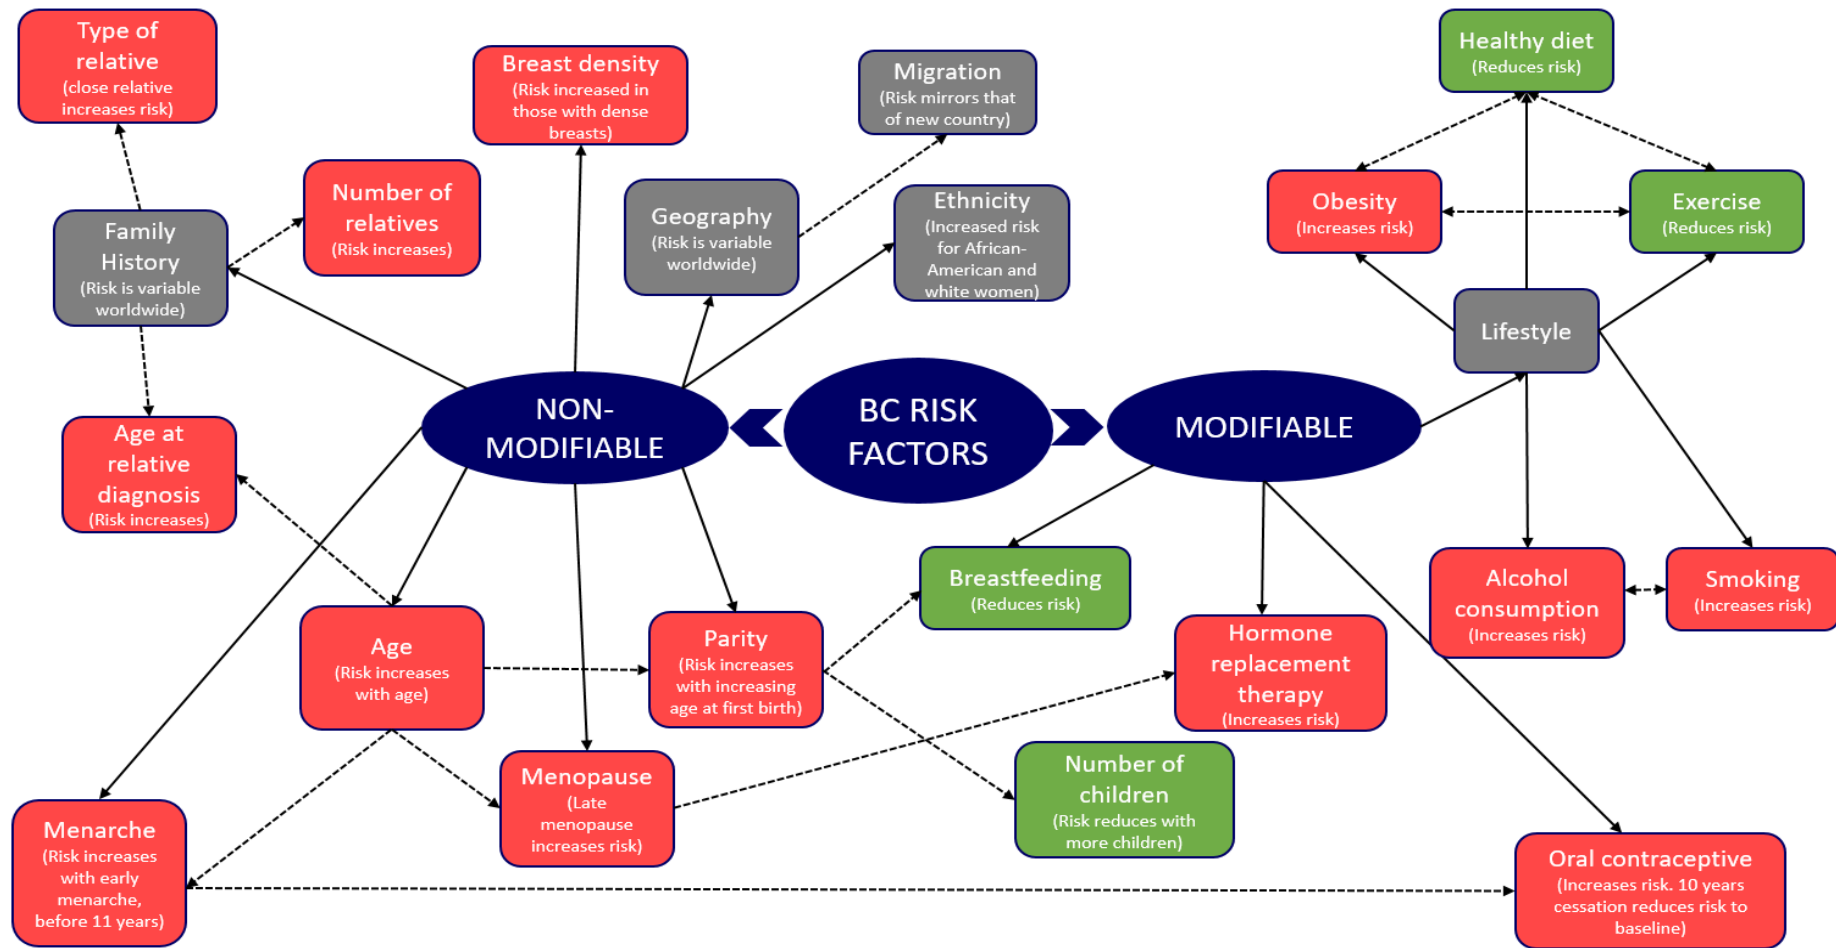 Type of
relative
(close relative
increases risk)
Breast density
(Risk increased in
those with dense
breasts)
Migration
(Risk mirrors that
of new country)
Healthy diet
(Reduces risk)
Number of
relatives
(Risk increases)
Family
History
(Risk is variable
worldwide)
Geography
(Risk is variable
worldwide)
Ethnicity
(Increased risk
for African-
American and
white women)
Obesity
(Increases risk)
Exercise
(Reduces risk)
Lifestyle
NON-
MODIFIABLE
BC RISK
FACTORS
MODIFIABLE
Age at
relative
diagnosis
(Risk increases)
Breastfeeding
(Reduces risk)
Alcohol
consumption
(Increases risk)
Smoking
(Increases risk)
Age
(Risk increases
with age)
Parity
(Risk increases
with increasing
age at first birth)
Hormone
replacement
therapy
(Increases risk)
Menopause
(Late
menopause
increases risk)
Number of
children
(Risk reduces with
more children)
Menarche
(Risk increases
with early
menarche,
before 11 years)
Oral contraceptive
(Increases risk. 10 years
cessation reduces risk to
baseline)